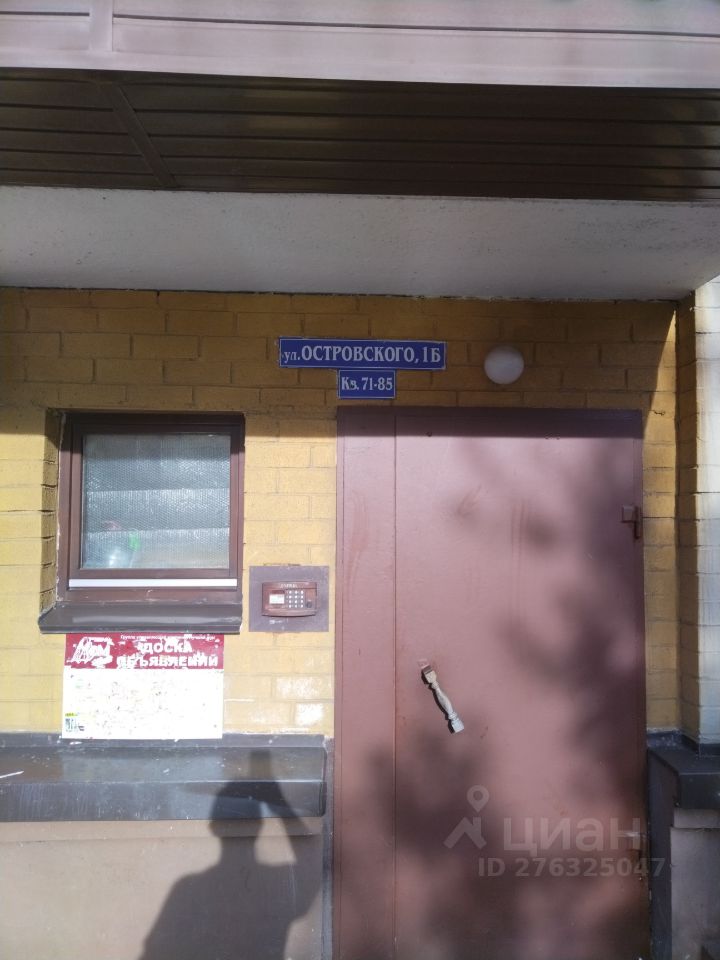 ул.ОСТРОВСКОГО, 1Б
Кв. 71-85
ДОСКА
ОБЪЯВЛЕНИЙ
циан
ID 276325047